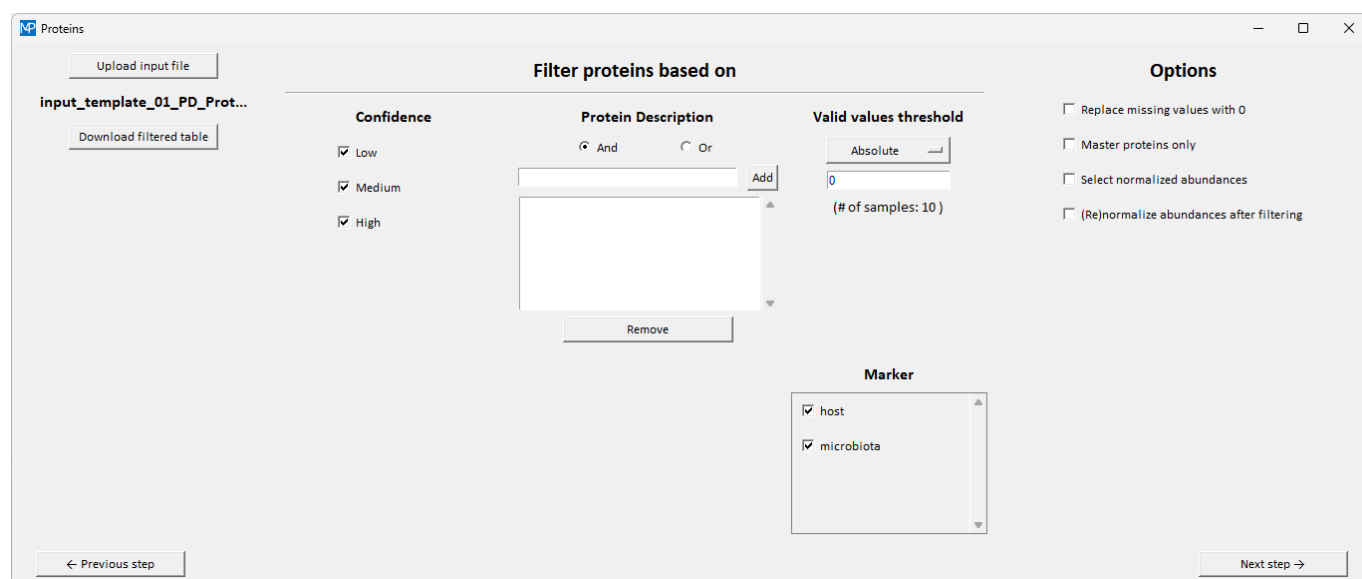 MP Proteins
Upload input file
input_template_01_PD_Prot...
Download filtered table
Filter proteins based on
Confidence
Low
Medium
High
Protein Description
And Or
Add
Remove
Valid values threshold
Absolute
0
(# of samples: 10 )
Marker
host
microbiota
Options
Replace missing values with 0
Master proteins only
Select normalized abundances
(Re)normalize abundances after filtering
← Previous step
Next step →